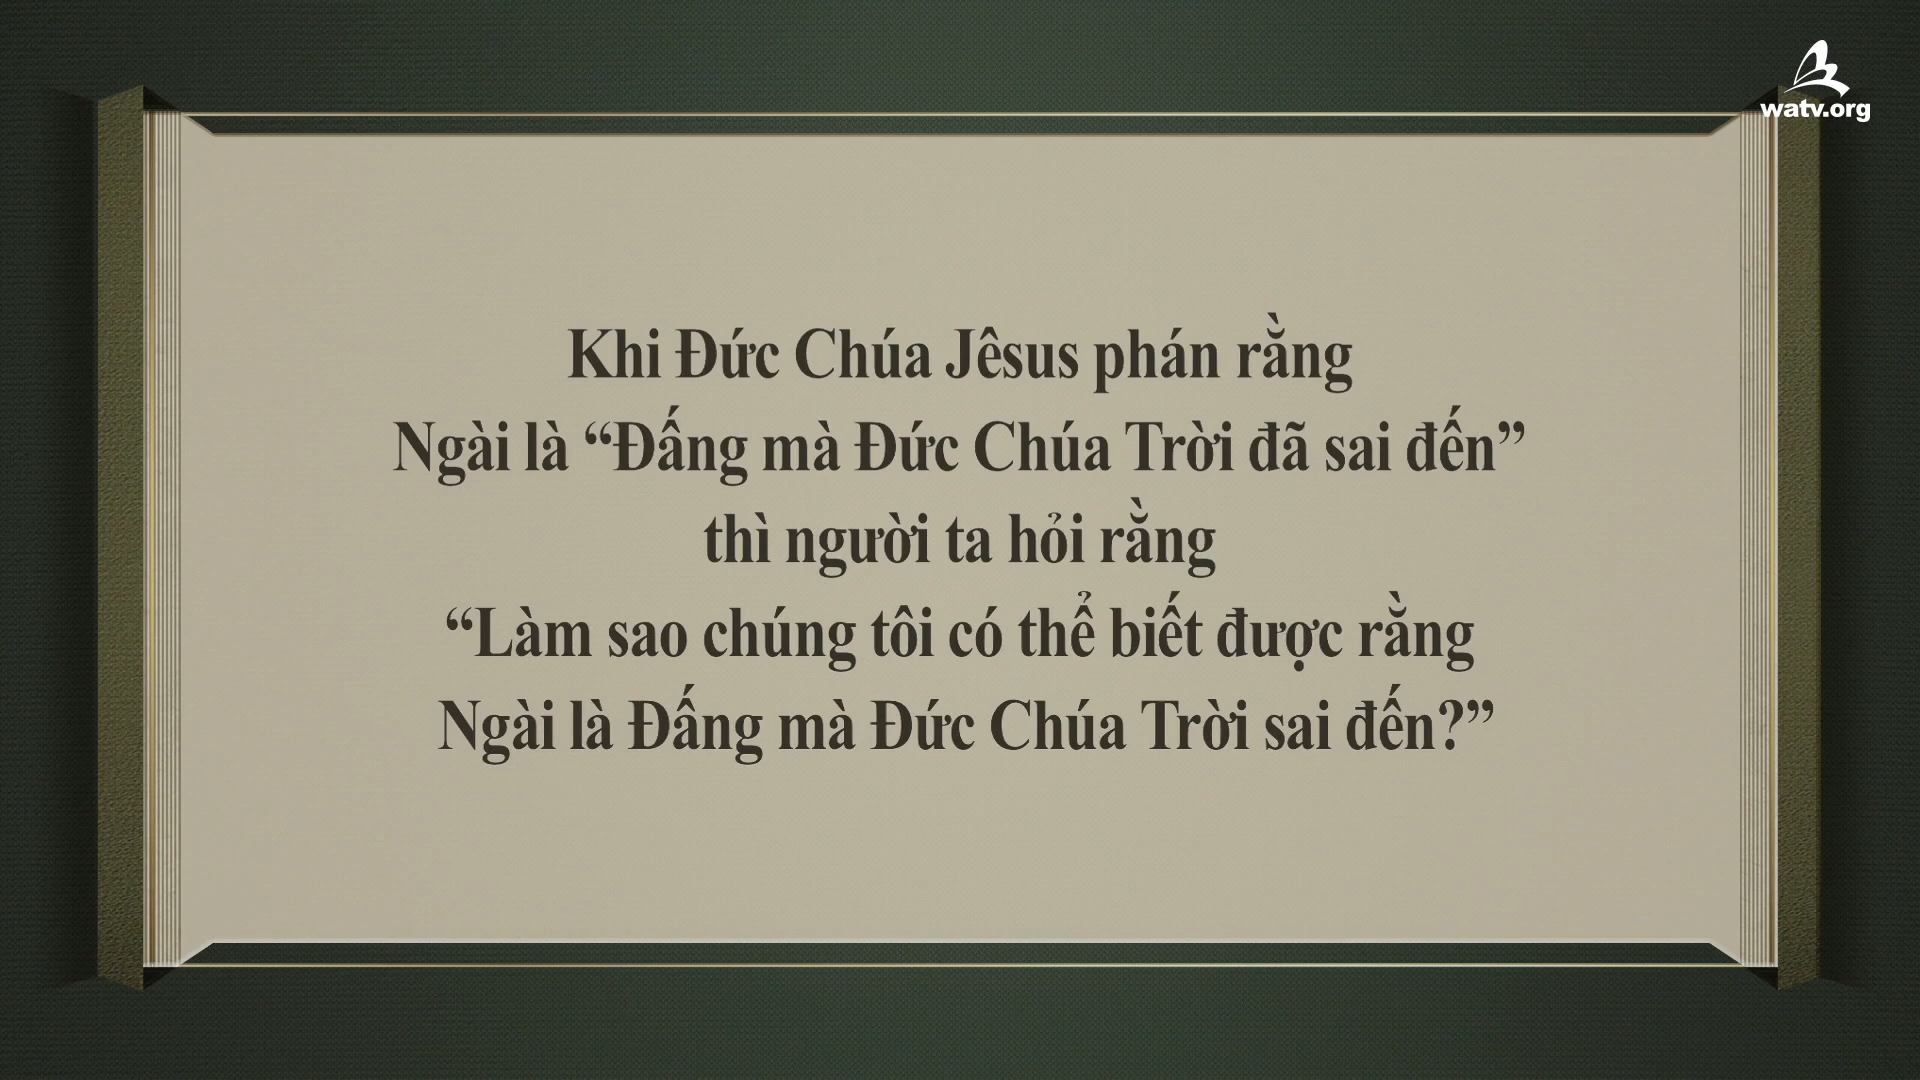 watv.org
Khi Đức Chúa Jêsus phán rằng
Ngài là “Đấng mà Đức Chúa Trời đã sai đến”
thì người ta hỏi rằng
“Làm sao chúng tôi có thể biết được rằng
Ngài là Đấng mà Đức Chúa Trời sai đến?”